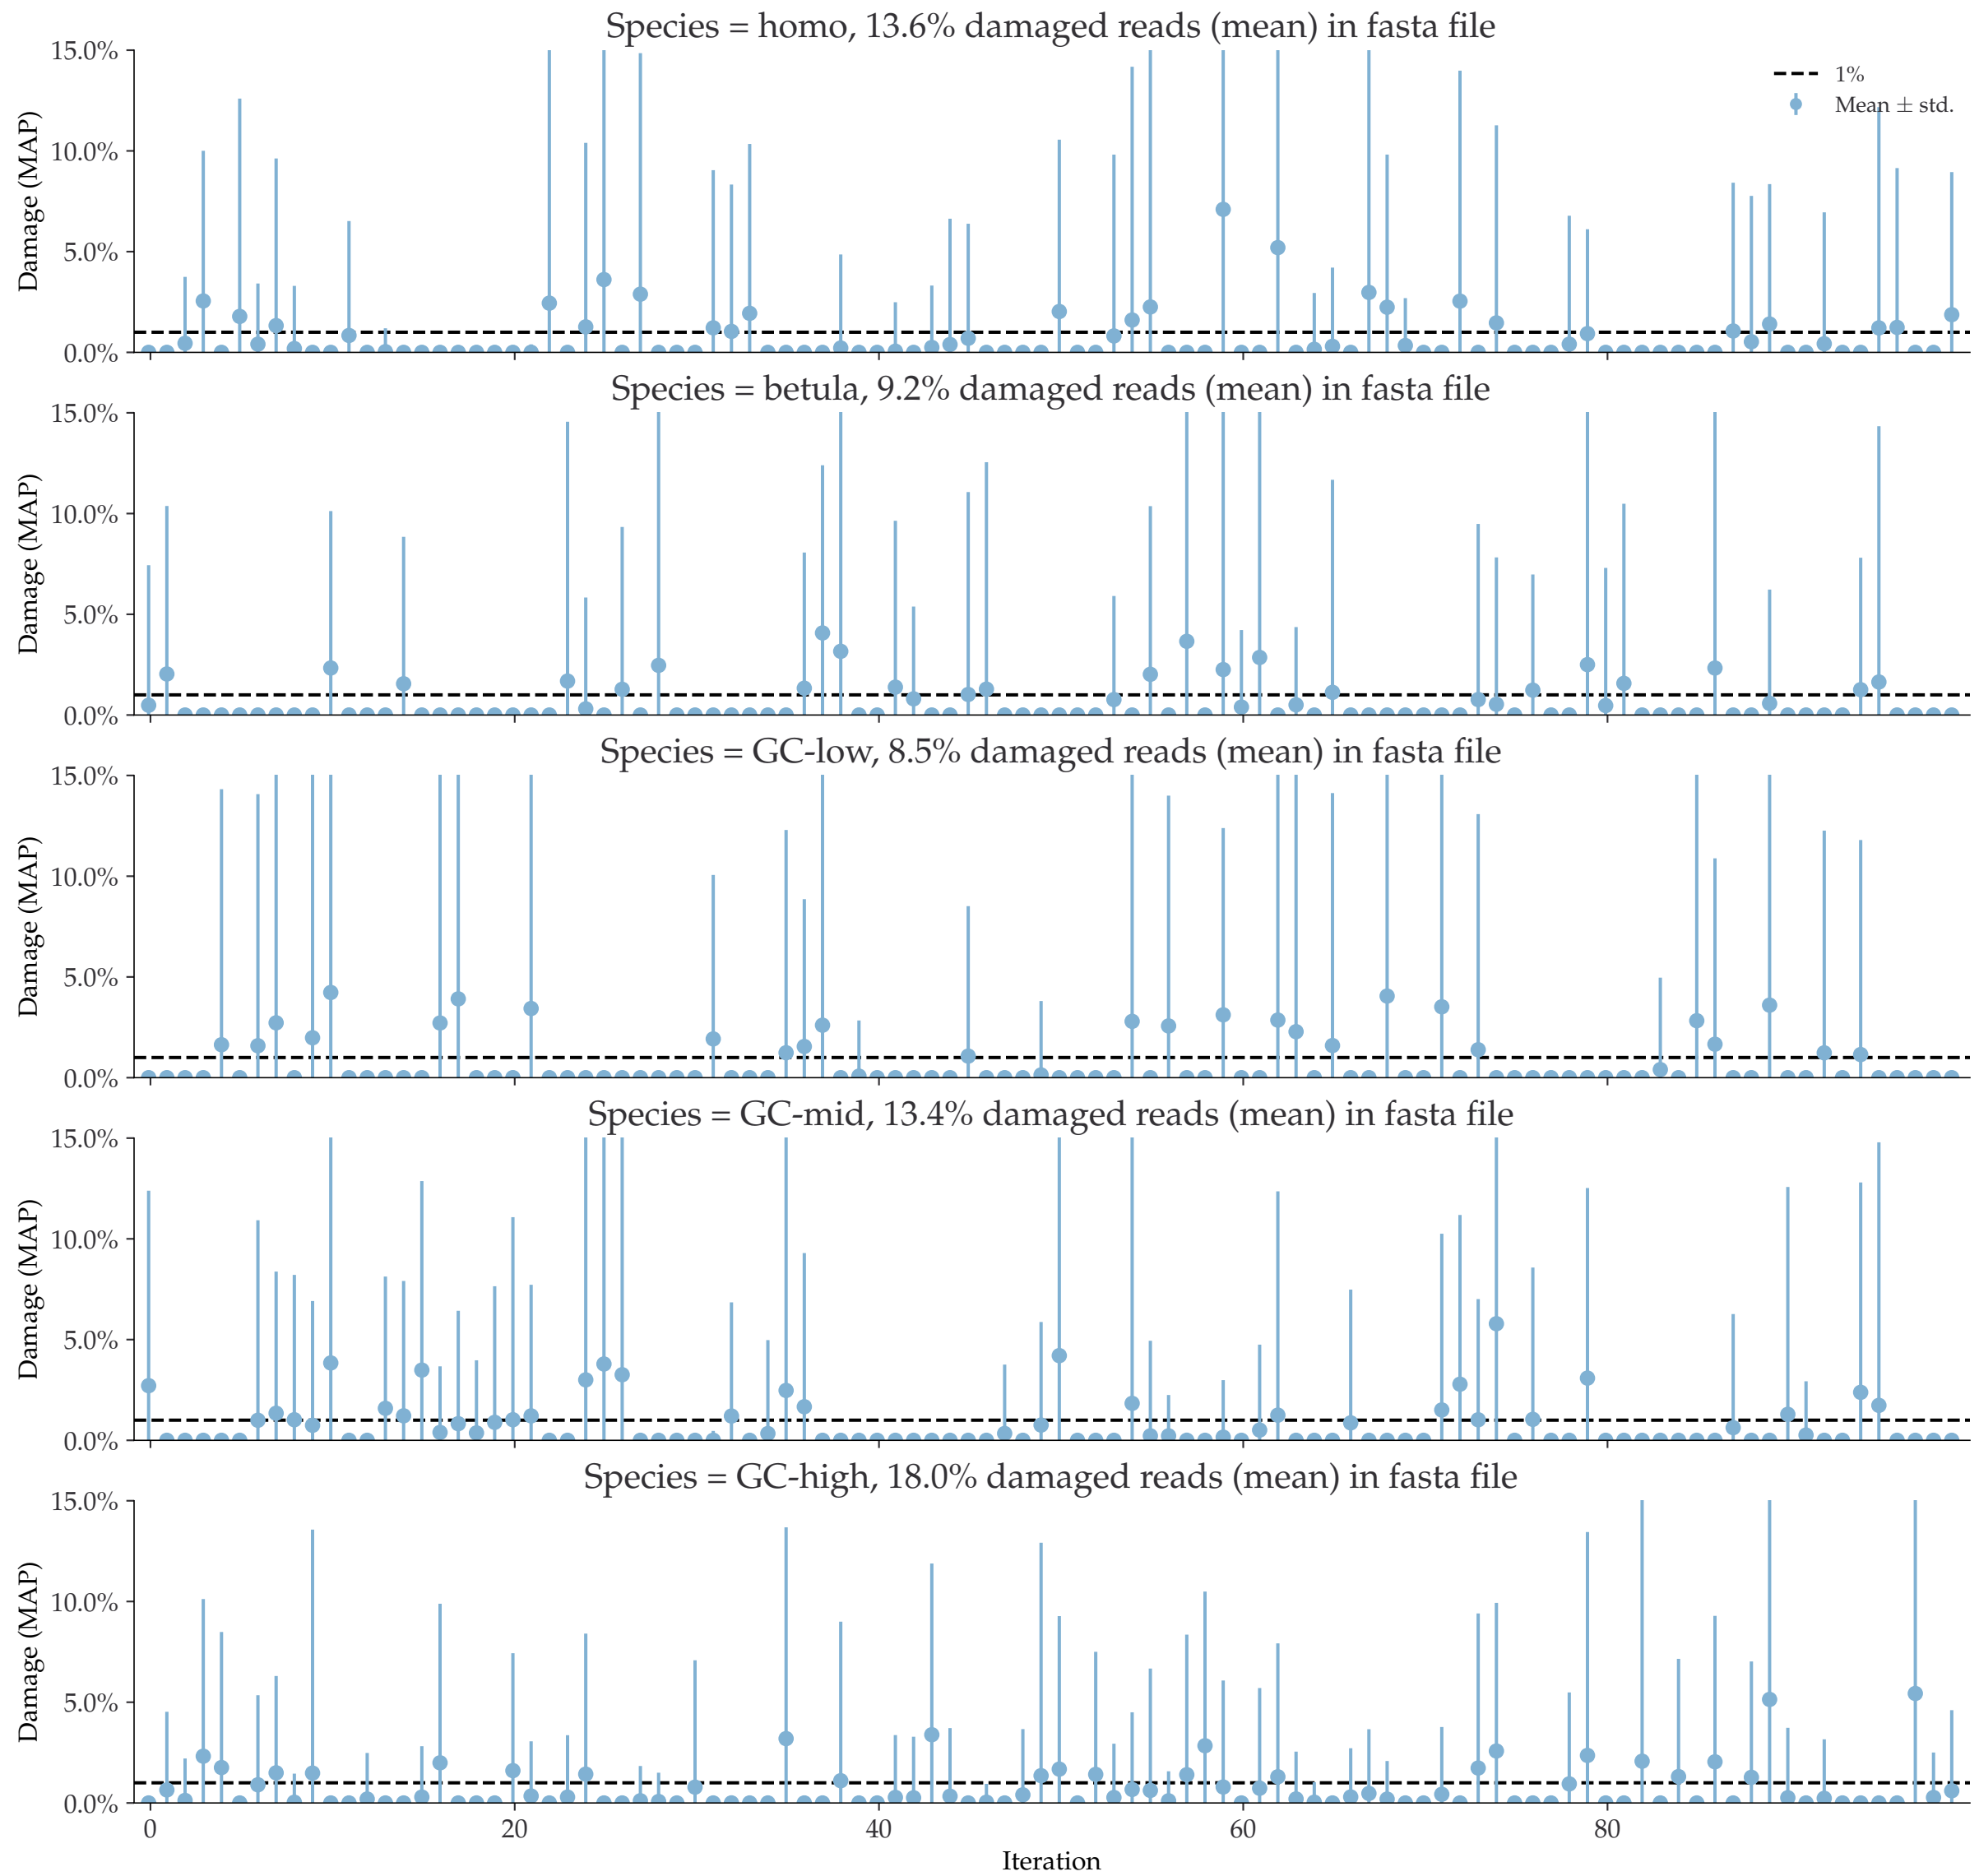 Species = homo, 13.6% damaged reads (mean) in fasta file
15.0%
10.0%
5.0%
0.0%
Damage (MAP)
1%
Mean ± std.
Species = betula, 9.2% damaged reads (mean) in fasta file
15.0%
10.0%
5.0%
0.0%
Damage (MAP)
Species = GC-low, 8.5% damaged reads (mean) in fasta file
15.0%
10.0%
5.0%
0.0%
Damage (MAP)
Species = GC-mid, 13.4% damaged reads (mean) in fasta file
15.0%
10.0%
5.0%
0.0%
Damage (MAP)
Species = GC-high, 18.0% damaged reads (mean) in fasta file
15.0%
10.0%
5.0%
0.0%
Damage (MAP)
0 20 40 60 80
Iteration